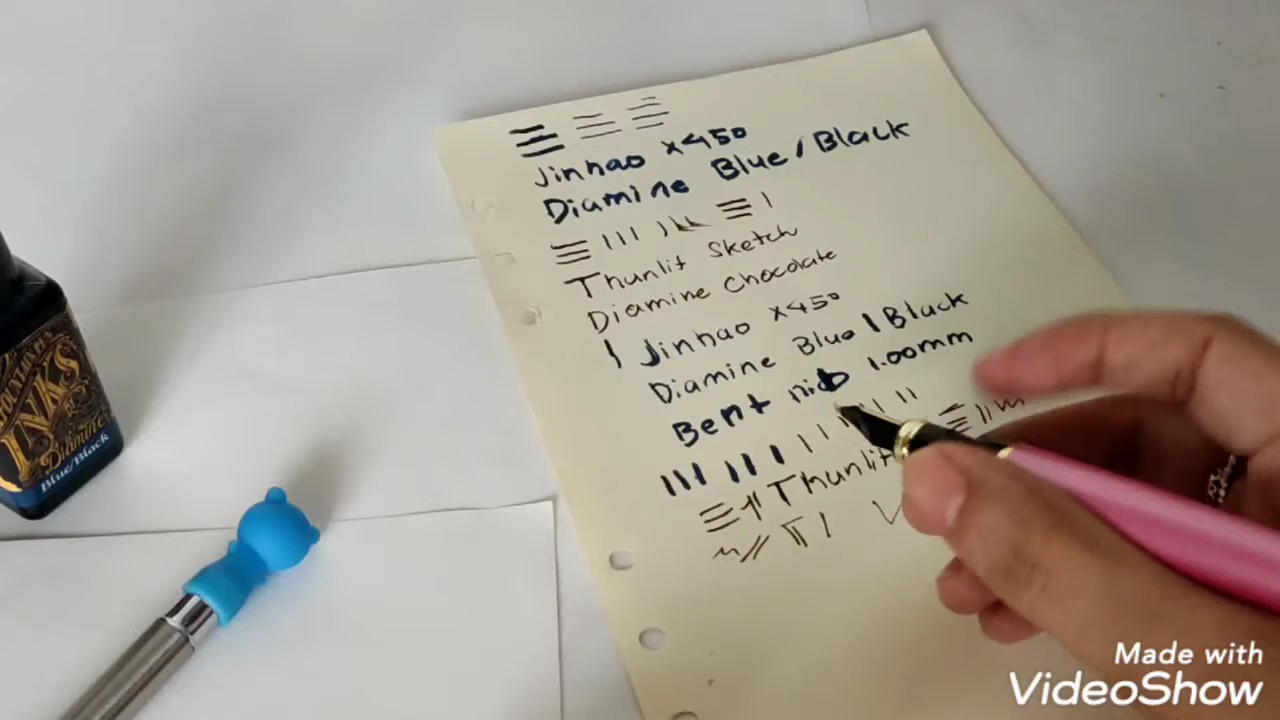 Jinhao x450
Diamine Blue/Black
Thunlit Sketch
Diamine Chocolate
Jinhao x450
Diamine Blue/Black
Bent nib 1.00mm
Thunlit
INKS
Diamine
Blue/Black
Made with
VideoShow